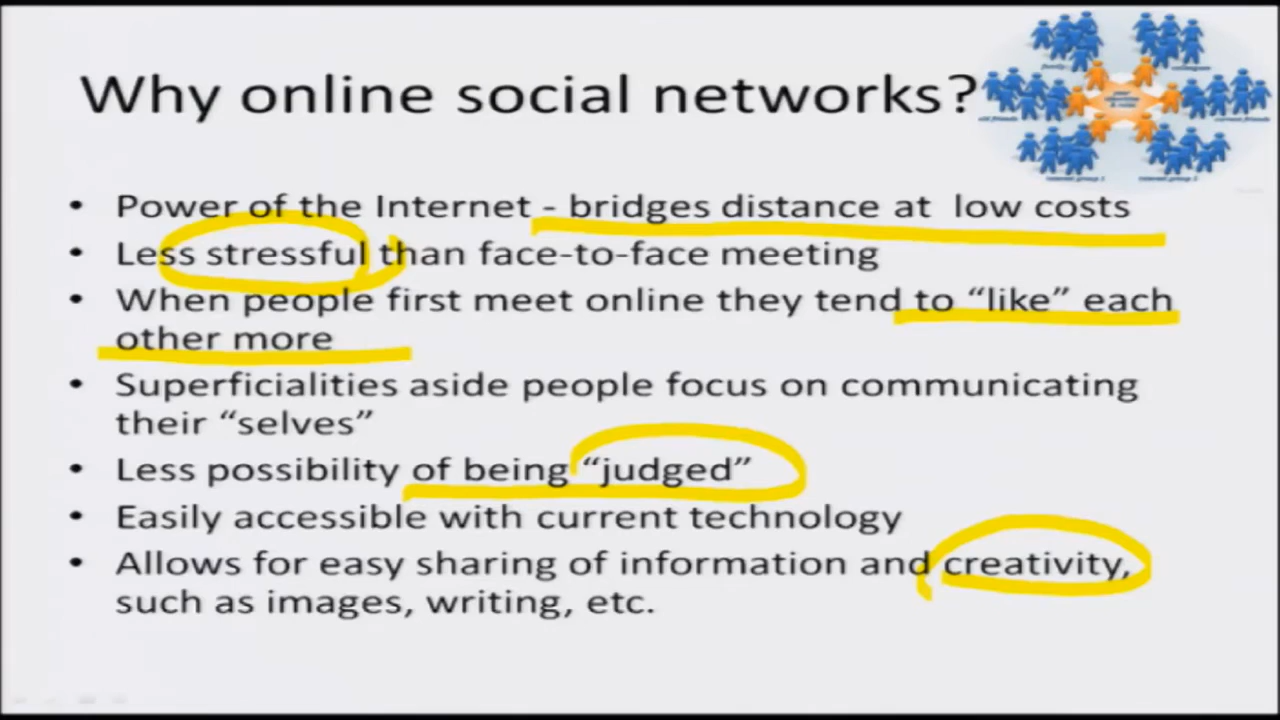 Why online social networks?
• Power of the Internet - bridges distance at low costs
• Less stressful than face-to-face meeting
• When people first meet online they tend to “like” each
other more
• Superficialities aside people focus on communicating
their “selves”
• Less possibility of being “judged”
• Easily accessible with current technology
• Allows for easy sharing of information and creativity,
such as images, writing, etc.